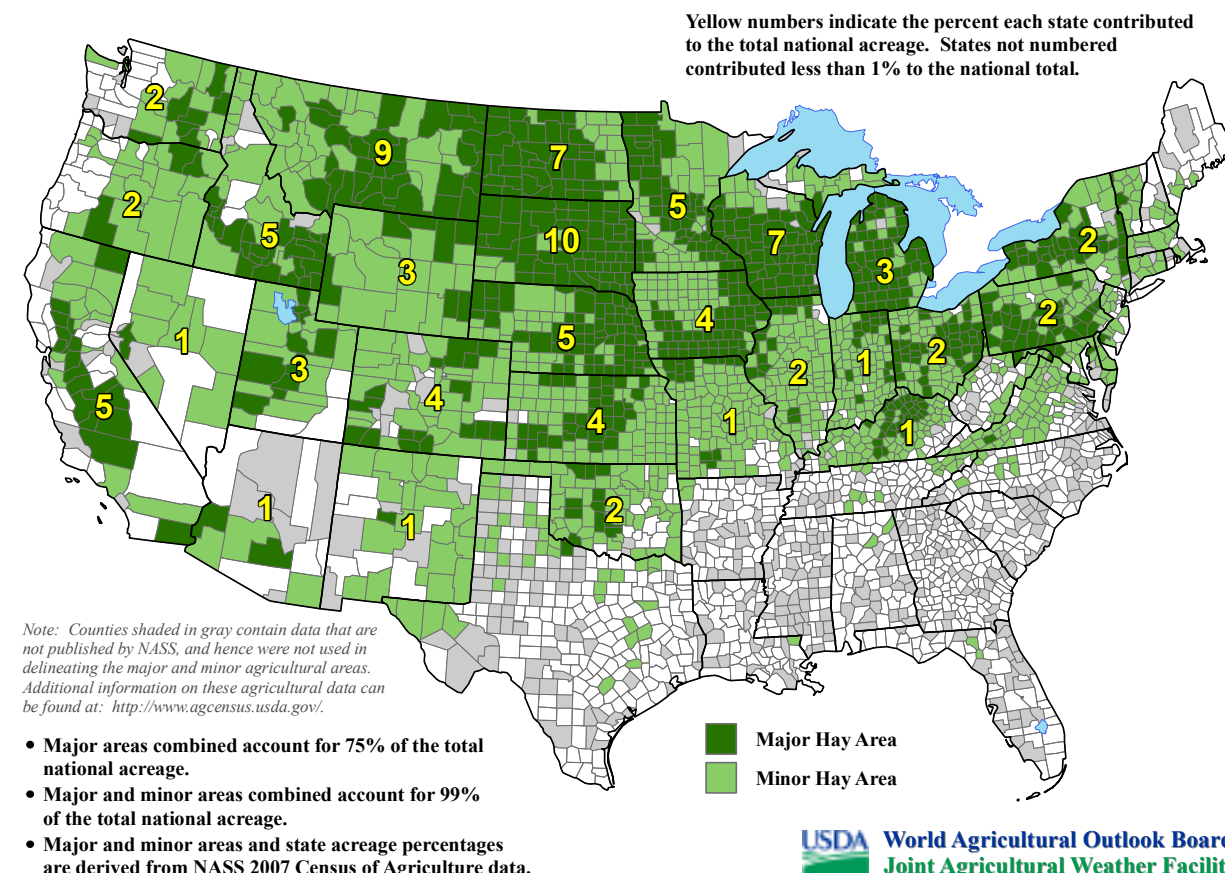 Yellow numbers indicate the percent each state contributed
to the total national acreage.  States not numbered
contributed less than 1% to the national total.
2
9
7
5
2
5
10
7
3
2
3
1
3
5
4
2
1
2
2
5
4
4
1
1
1
1
2
Note:  Counties shaded in gray contain data that are
not published by NASS, and hence were not used in
delineating the major and minor agricultural areas.
Additional information on these agricultural data can
be found at:  http://www.agcensus.usda.gov/.
• Major areas combined account for 75% of the total
national acreage.
• Major and minor areas combined account for 99%
of the total national acreage.
• Major and minor areas and state acreage percentages
are derived from NASS 2007 Census of Agriculture data.
Major Hay Area
Minor Hay Area
USDA
World Agricultural Outlook Board
Joint Agricultural Weather Facilit